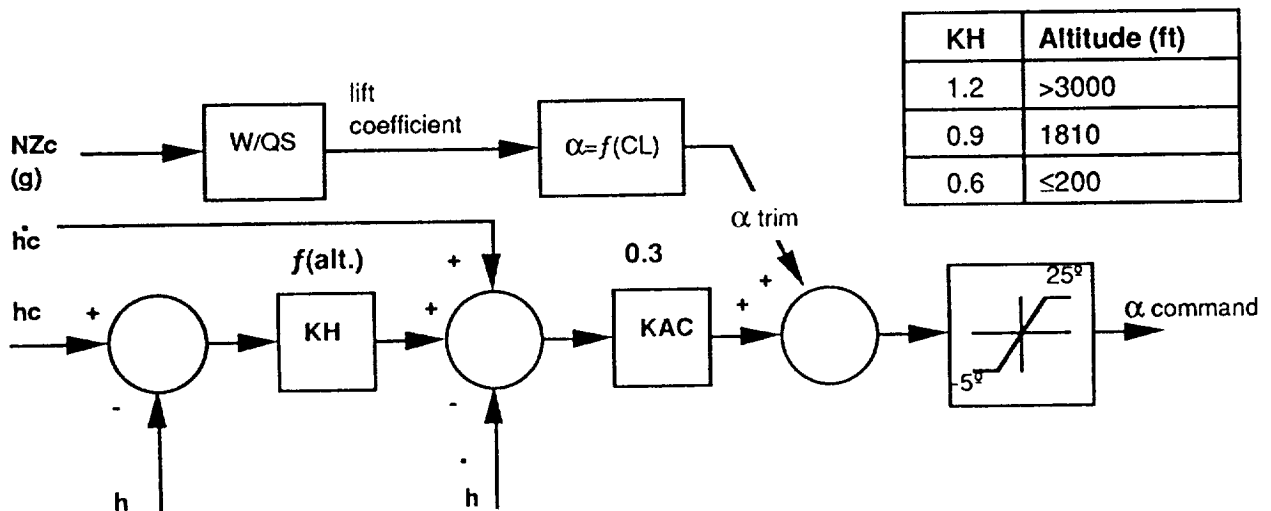 KH Altitude (ft)
1.2 >3000
0.9 1810
0.6 ≤200
lift
coefficient
NZc
(g)
W/QS
α=f(CL)
α trim
ḣc
f(alt.)
0.3
+
+
+
+
25º
hc
+
KH
KAC
α command
-5º
-
-
ḣ
h